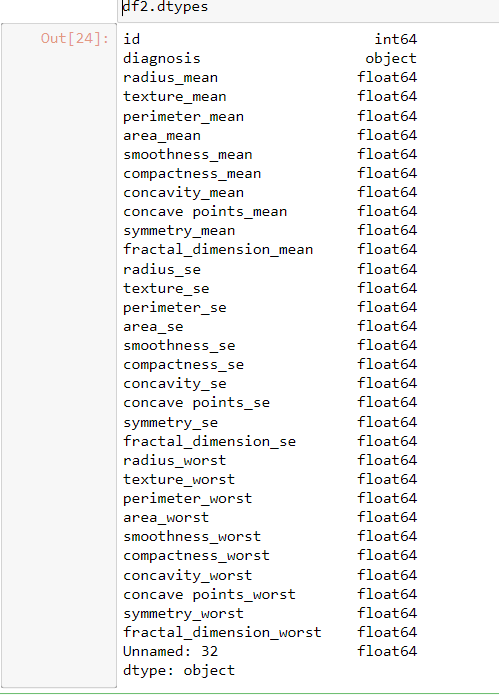 df2.dtypes
Out[24]:
id int64
diagnosis object
radius_mean float64
texture_mean float64
perimeter_mean float64
area_mean float64
smoothness_mean float64
compactness_mean float64
concavity_mean float64
concave points_mean float64
symmetry_mean float64
fractal_dimension_mean float64
radius_se float64
texture_se float64
perimeter_se float64
area_se float64
smoothness_se float64
compactness_se float64
concavity_se float64
concave points_se float64
symmetry_se float64
fractal_dimension_se float64
radius_worst float64
texture_worst float64
perimeter_worst float64
area_worst float64
smoothness_worst float64
compactness_worst float64
concavity_worst float64
concave points_worst float64
symmetry_worst float64
fractal_dimension_worst float64
Unnamed: 32 float64
dtype: object